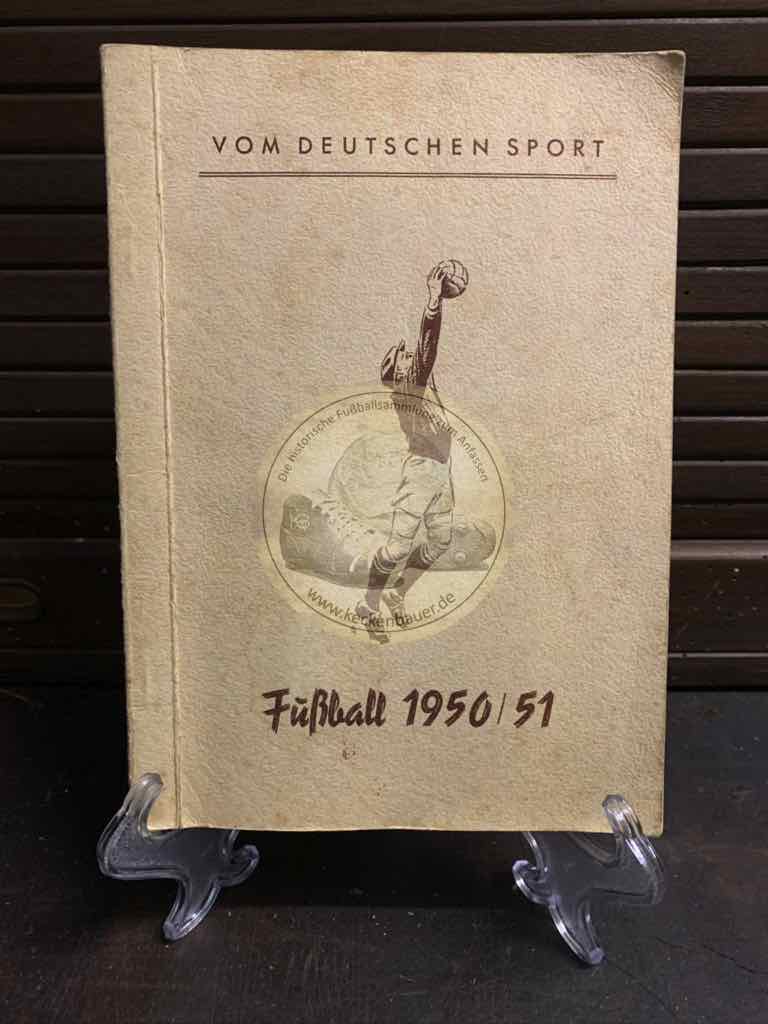 VOM DEUTSCHEN SPORT
Die historische Fußballsammlung zum Anfassen
www.keckenbauer.de
Fußball 1950/51